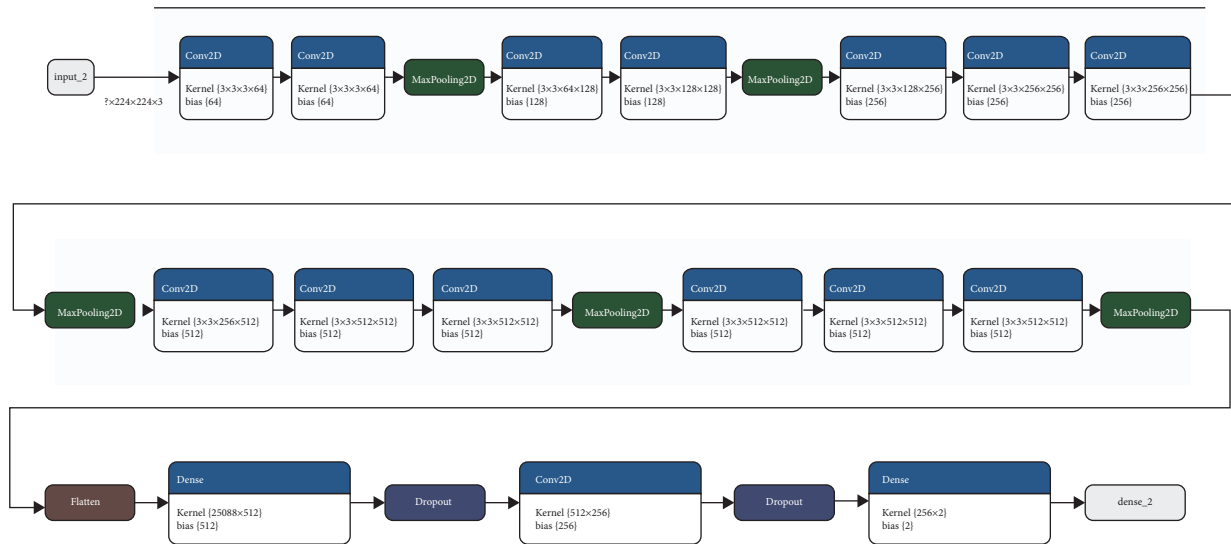 input_2
?×224×224×3
Conv2D
Kernel {3×3×3×64}
bias {64}
Conv2D
Kernel {3×3×3×64}
bias {64}
MaxPooling2D
Conv2D
Kernel {3×3×64×128}
bias {128}
Conv2D
Kernel {3×3×128×128}
bias {128}
MaxPooling2D
Conv2D
Kernel {3×3×128×256}
bias {256}
Conv2D
Kernel {3×3×256×256}
bias {256}
Conv2D
Kernel {3×3×256×256}
bias {256}
MaxPooling2D
Conv2D
Kernel {3×3×256×512}
bias {512}
Conv2D
Kernel {3×3×512×512}
bias {512}
Conv2D
Kernel {3×3×512×512}
bias {512}
MaxPooling2D
Conv2D
Kernel {3×3×512×512}
bias {512}
Conv2D
Kernel {3×3×512×512}
bias {512}
Conv2D
Kernel {3×3×512×512}
bias {512}
MaxPooling2D
Flatten
Dense
Kernel {25088×512}
bias {512}
Dropout
Conv2D
Kernel {512×256}
bias {256}
Dropout
Dense
Kernel {256×2}
bias {2}
dense_2